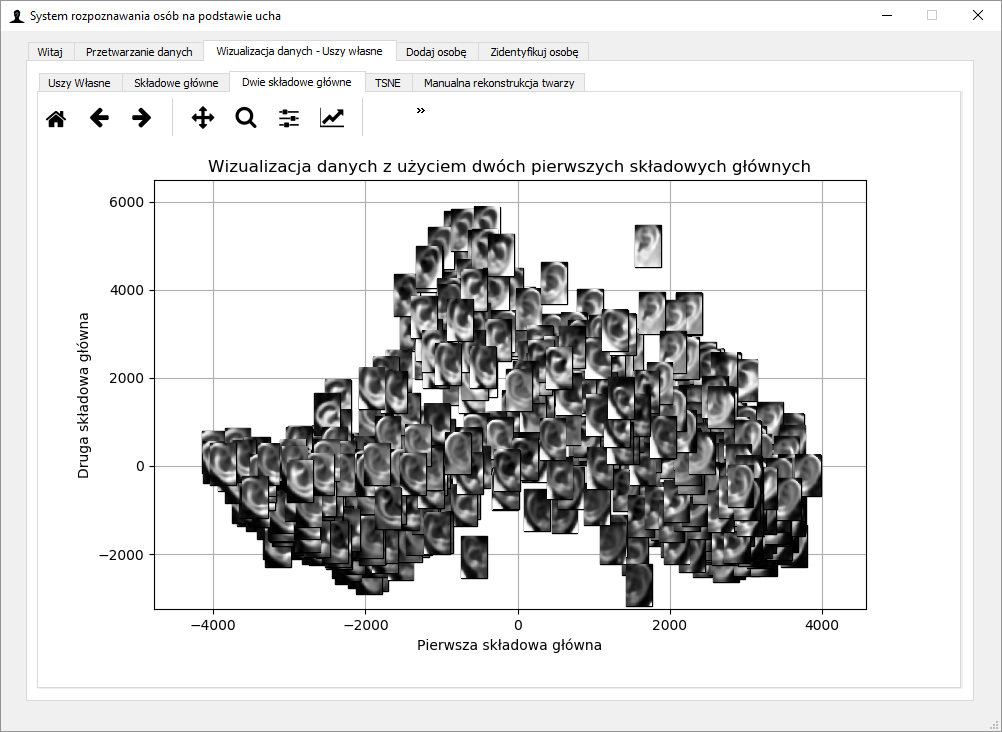 System rozpoznawania osób na podstawie ucha
Witaj Przetwarzanie danych Wizualizacja danych - Uszy własne Dodaj osobę Zidentyfikuj osobę
Uszy Własne Składowe główne Dwie składowe główne TSNE Manualna rekonstrukcja twarzy
»
Wizualizacja danych z użyciem dwóch pierwszych składowych głównych
6000
4000
2000
0
−2000
Druga składowa główna
−4000 −2000 0 2000 4000
Pierwsza składowa główna